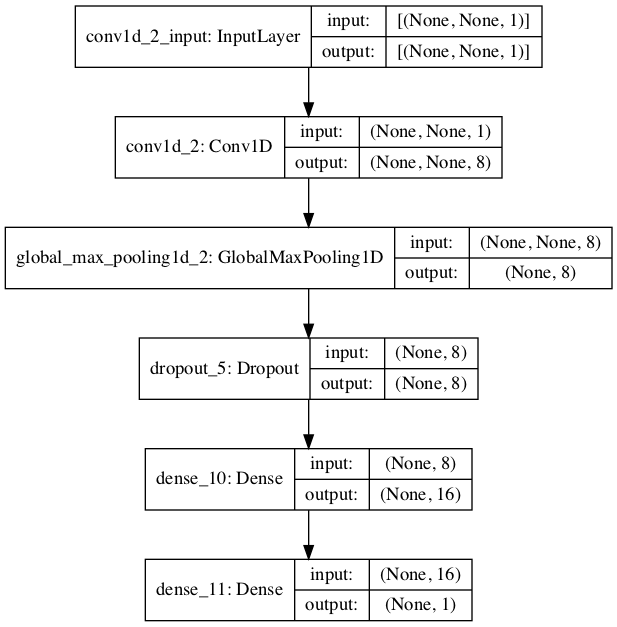 conv1d_2_input: InputLayer
input: [(None, None, 1)]
output: [(None, None, 1)]
conv1d_2: Conv1D
input: (None, None, 1)
output: (None, None, 8)
global_max_pooling1d_2: GlobalMaxPooling1D
input: (None, None, 8)
output: (None, 8)
dropout_5: Dropout
input: (None, 8)
output: (None, 8)
dense_10: Dense
input: (None, 8)
output: (None, 16)
dense_11: Dense
input: (None, 16)
output: (None, 1)